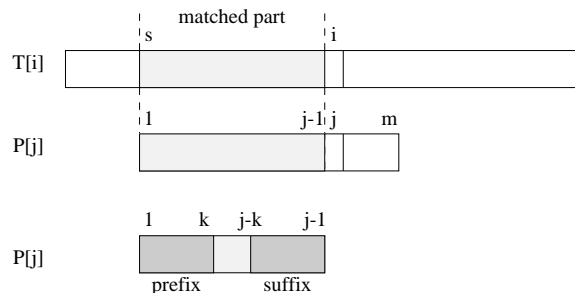 matched part
s i
T[i]
1 j-1 j m
P[j]
1 k j-k j-1
P[j]
prefix suffix